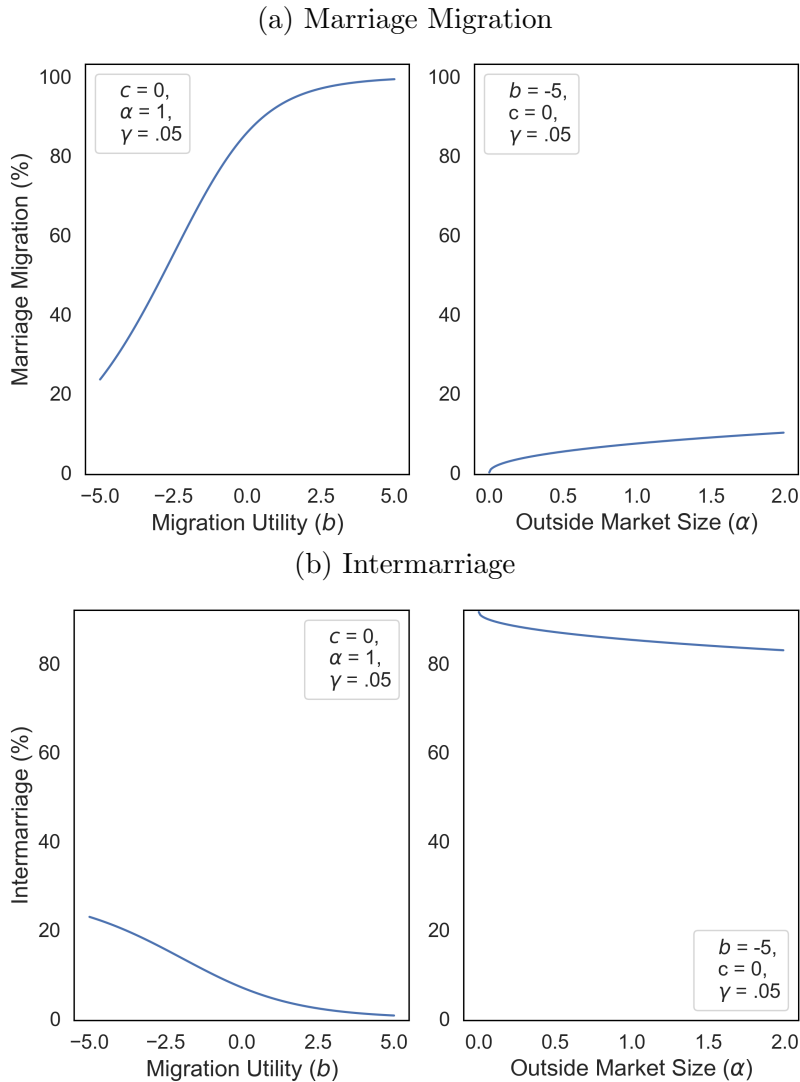 (a) Marriage Migration
c = 0,
α = 1,
γ = .05
b = -5,
c = 0,
γ = .05
Marriage Migration (%)
100
80
60
40
20
0
100
80
60
40
20
0
−5.0 −2.5 0.0 2.5 5.0
0.0 0.5 1.0 1.5 2.0
Migration Utility (b)
Outside Market Size (α)
(b) Intermarriage
c = 0,
α = 1,
γ = .05
Intermarriage (%)
80
60
40
20
0
80
60
40
20
0
b = -5,
c = 0,
γ = .05
−5.0 −2.5 0.0 2.5 5.0
0.0 0.5 1.0 1.5 2.0
Migration Utility (b)
Outside Market Size (α)